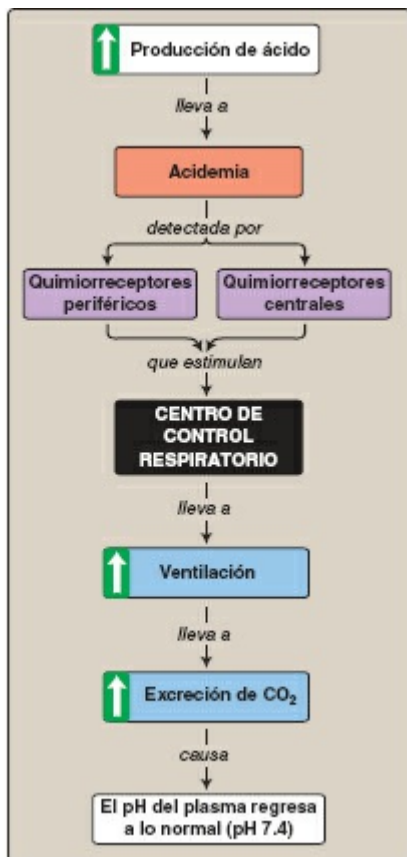 Producción de ácido
lleva a
Acidemia
detectada por
Quimiorreceptores
periféricos
Quimiorreceptores
centrales
que estimulan
CENTRO DE
CONTROL
RESPIRATORIO
lleva a
Ventilación
lleva a
Excreción de CO₂
causa
El pH del plasma regresa
a lo normal (pH 7.4)